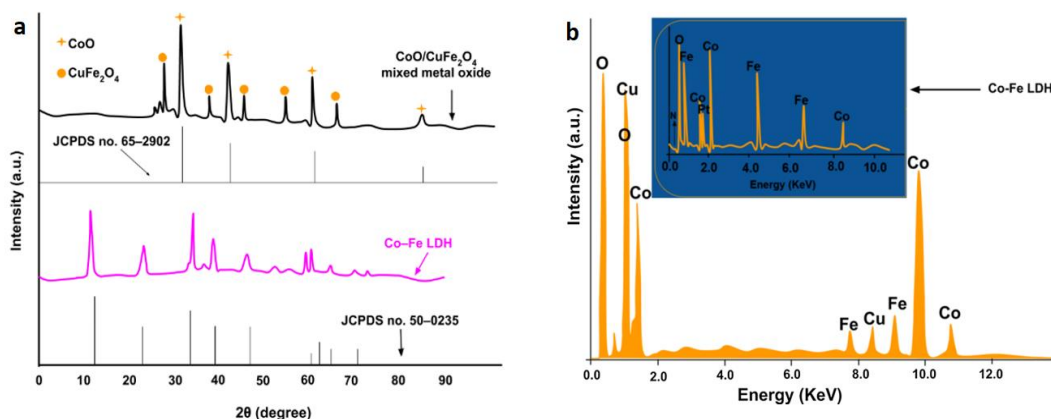 a
CoO
CuFe2O4
CoO/CuFe2O4
mixed metal oxide
JCPDS no. 65–2902
Co–Fe LDH
JCPDS no. 50–0235
Intensity (a.u.)
0 10 20 30 40 50 60 70 80 90
2θ (degree)
b
O
Cu
O
Co
Fe
Cu
Fe
Co
Co
Intensity (a.u.)
0.0 2.0 4.0 6.0 8.0 10.0 12.0
Energy (KeV)
O
Fe
Co
Co
Pt
N
Fe
Fe
Co
0.0 2.0 4.0 6.0 8.0 10.0
Energy (KeV)
Intensity (a.u.)
Co-Fe LDH